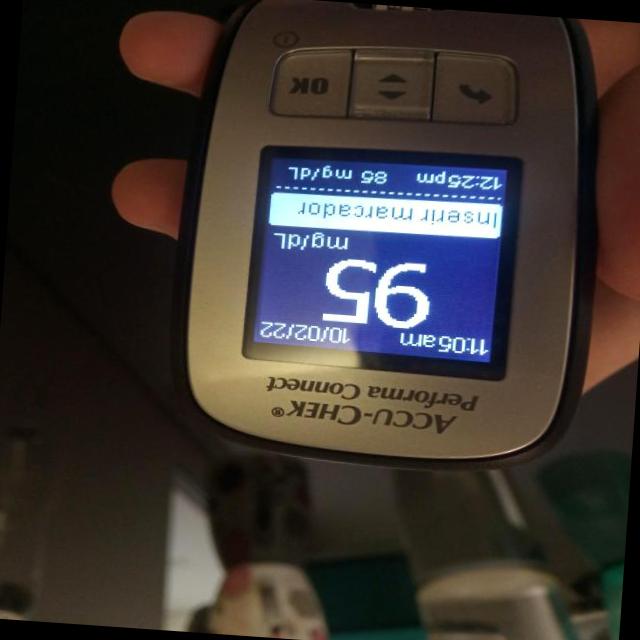 ACCU-CHEK®
Performa Connect
11:05am 10/02/22
95
mg/dL
Inserir marcador
12:25pm 85 mg/dL
OK